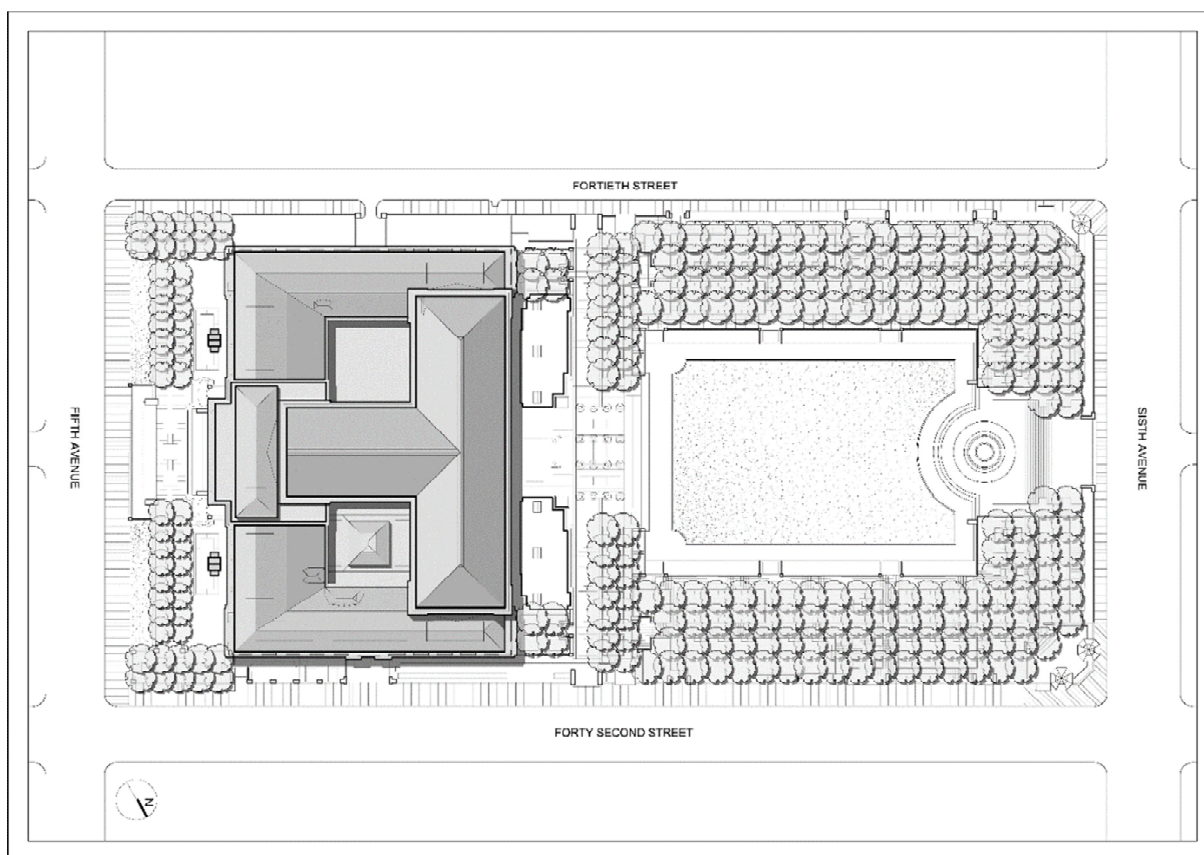 FORTIETH STREET
FIFTH AVENUE
SISTH AVENUE
FORTY SECOND STREET
N